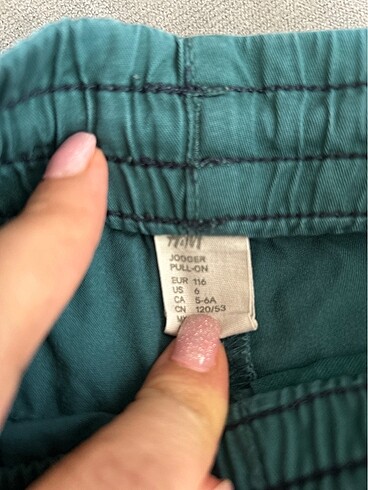 H&M
JOGGER
PULL-ON
EUR 116
US 6
CA 5-6A
CN 120/53